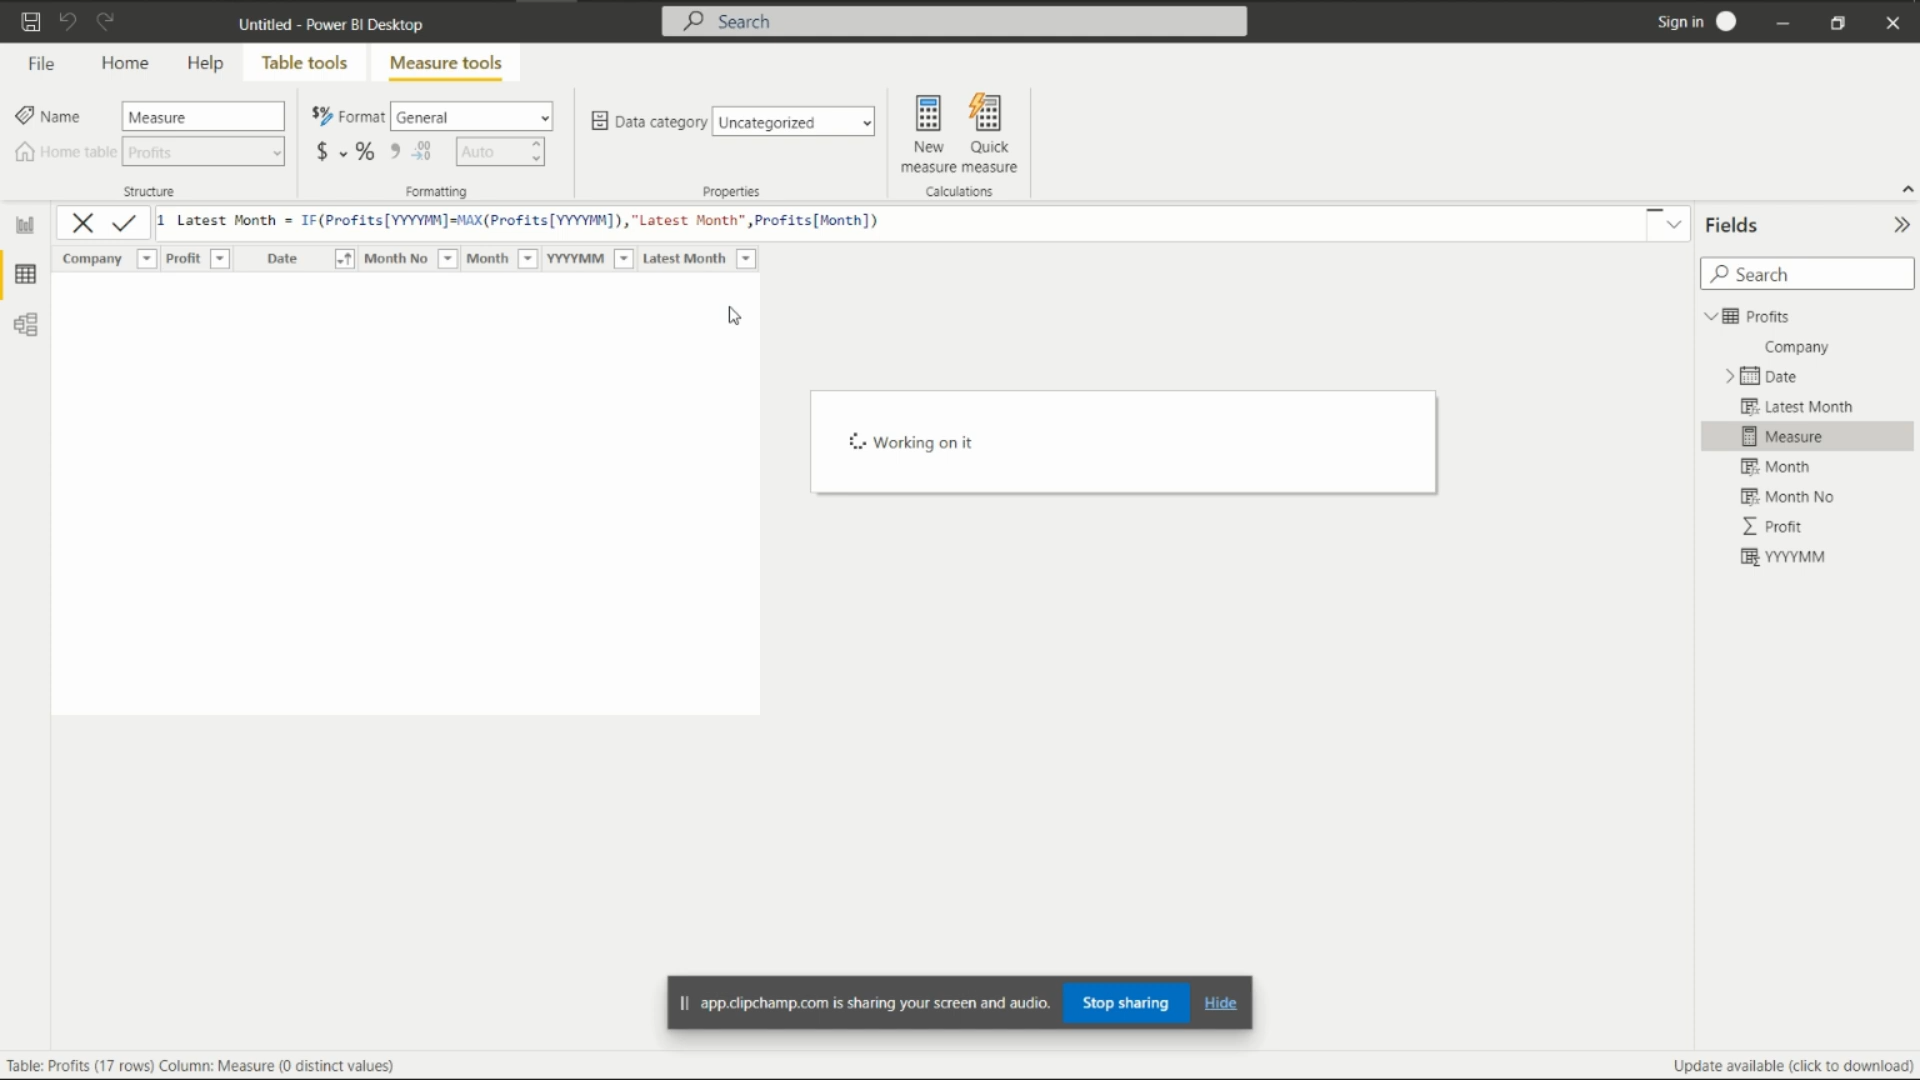 Untitled - Power BI Desktop
Search
Sign in
File
Home
Help
Table tools
Measure tools
Name
Measure
Format
General
Data category
Uncategorized
New measure
Quick measure
Home table
Profits
$
%
Auto
Structure
Formatting
Properties
Calculations
1 Latest Month = IF(Profits[YYYYMM]=MAX(Profits[YYYYMM]),"Latest Month",Profits[Month])
Company
Profit
Date
Month No
Month
YYYYMM
Latest Month
Working on it
Fields
Search
Profits
Company
Date
Latest Month
Measure
Month
Month No
Profit
YYYYMM
app.clipchamp.com is sharing your screen and audio.
Stop sharing
Hide
Table: Profits (17 rows) Column: Measure (0 distinct values)
Update available (click to download)